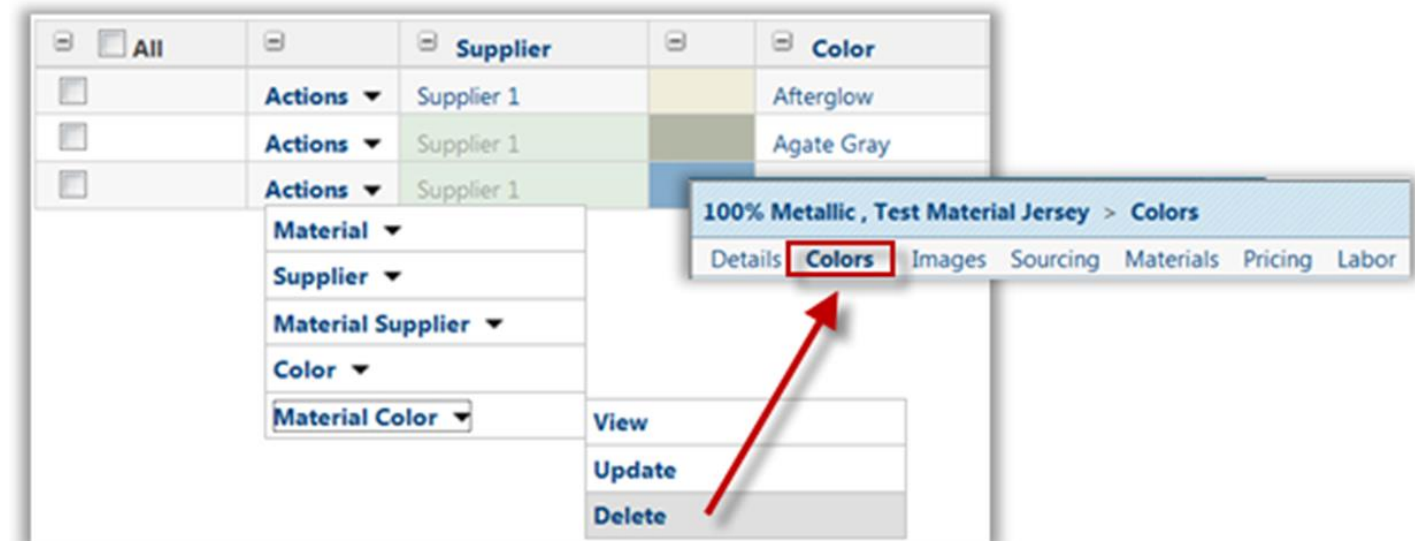 All Supplier Color
Actions Supplier 1 Afterglow
Actions Supplier 1 Agate Gray
Actions Supplier 1
Material
Supplier
Material Supplier
Color
Material Color
View
Update
Delete
100% Metallic , Test Material Jersey > Colors
Details Colors Images Sourcing Materials Pricing Labor